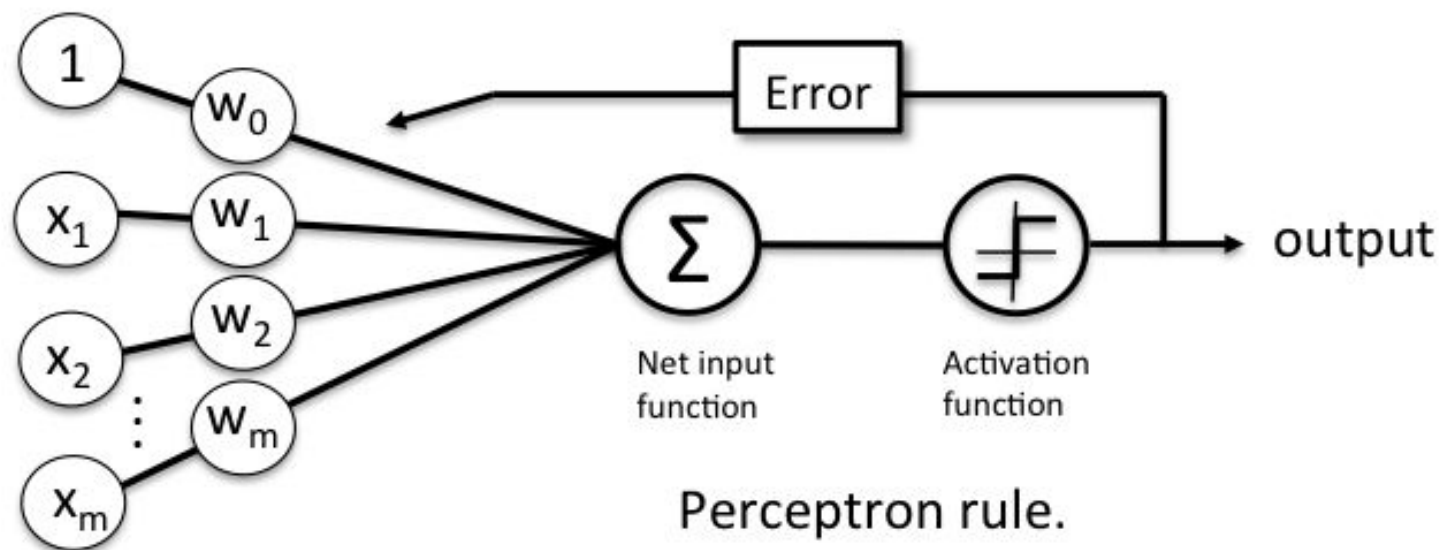 1
w0
Error
x1
w1
Σ
output
x2
w2
Net input
function
Activation
function
⋮
wm
xm
Perceptron rule.